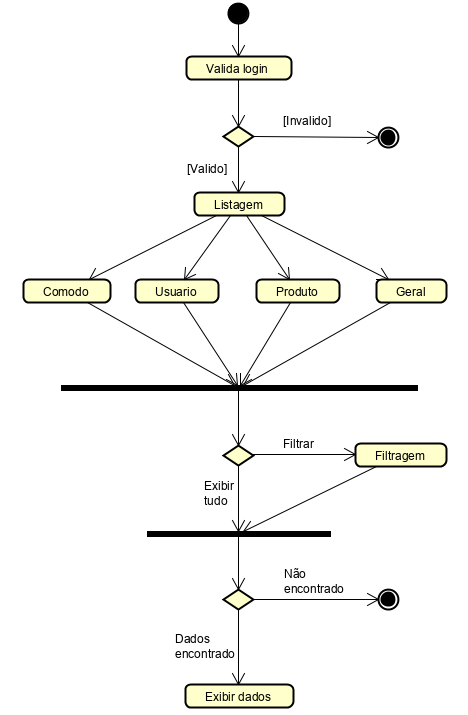 Valida login
[Invalido]
[Valido]
Listagem
Comodo
Usuario
Produto
Geral
Filtrar
Filtragem
Exibir
tudo
Não
encontrado
Dados
encontrado
Exibir dados